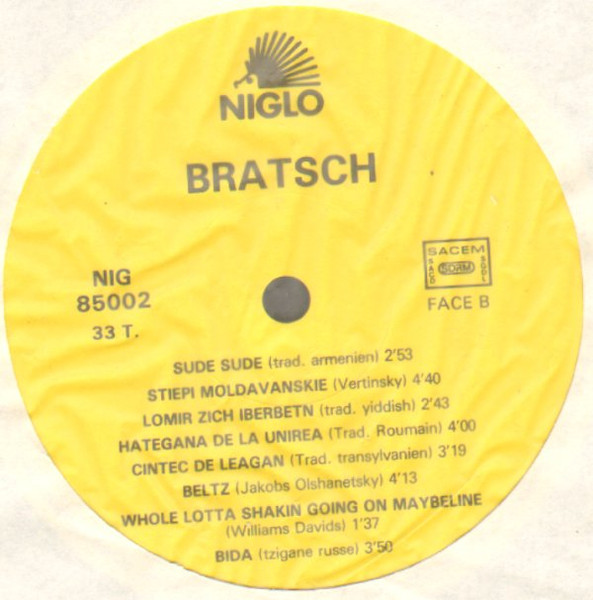 NIGLO
BRATSCH
NIG
85002
33 T.
SACEM
SACD
SDRM
SGDL
FACE B
SUDE SUDE (trad. armenien) 2'53
STIEPI MOLDAVANSKIE (Vertinsky) 4'40
LOMIR ZICH IBERBETN (trad. yiddish) 2'43
HATEGANA DE LA UNIREA (Trad. Roumain) 4'00
CINTEC DE LEAGAN (Trad. transylvanien) 3'19
BELTZ (Jakobs Olshanetsky) 4'13
WHOLE LOTTA SHAKIN GOING ON MAYBELINE
(Williams Davids) 1'37
BIDA (tzigane russe) 3'50